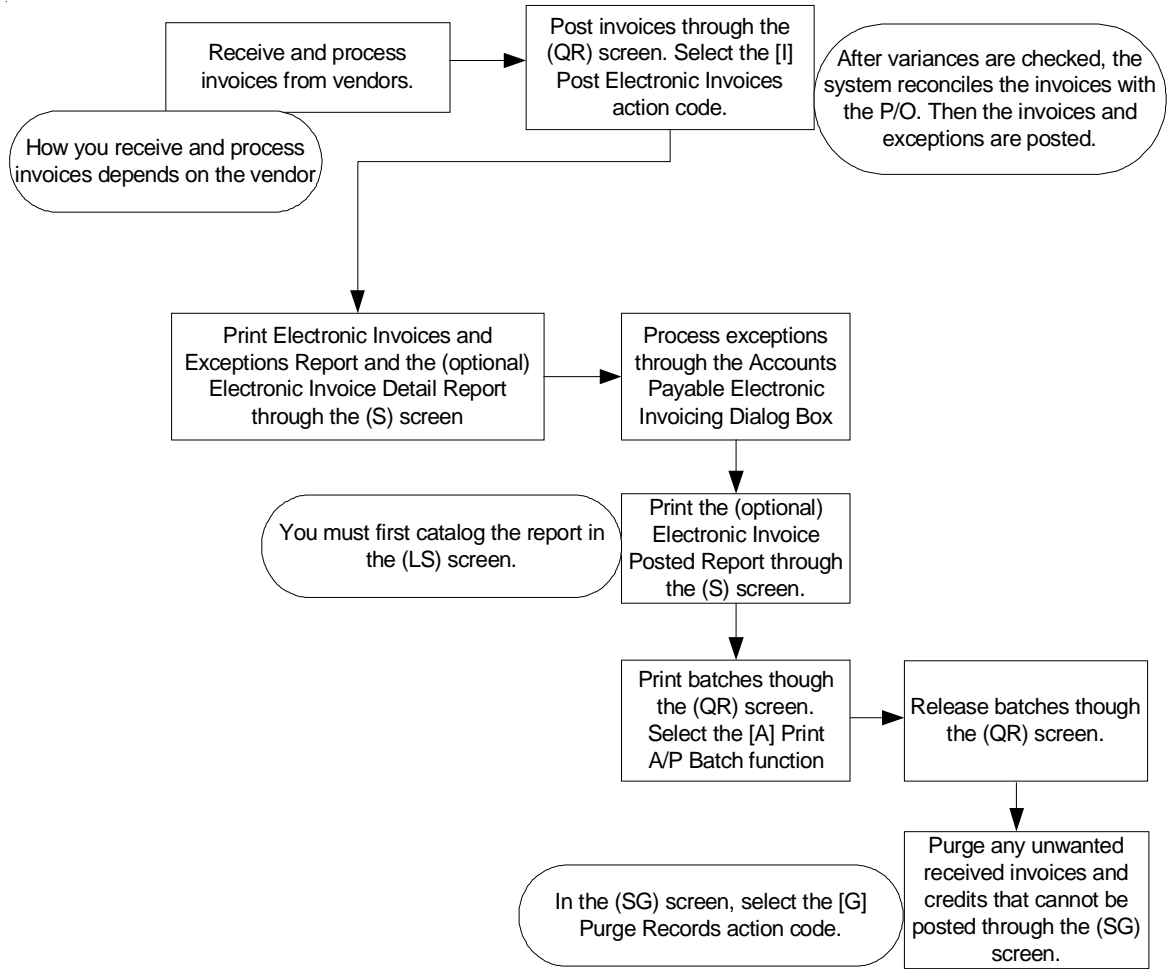 Receive and process
invoices from vendors.
Post invoices through the
(QR) screen. Select the [I]
Post Electronic Invoices
action code.
After variances are checked, the
system reconciles the invoices with
the P/O. Then the invoices and
exceptions are posted.
How you receive and process
invoices depends on the vendor
Print Electronic Invoices and
Exceptions Report and the (optional)
Electronic Invoice Detail Report
through the (S) screen
Process exceptions
through the Accounts
Payable Electronic
Invoicing Dialog Box
You must first catalog the report in
the (LS) screen.
Print the (optional)
Electronic Invoice
Posted Report through
the (S) screen.
Print batches though
the (QR) screen.
Select the [A] Print
A/P Batch function
Release batches though
the (QR) screen.
In the (SG) screen, select the [G]
Purge Records action code.
Purge any unwanted
received invoices and
credits that cannot be
posted through the (SG)
screen.